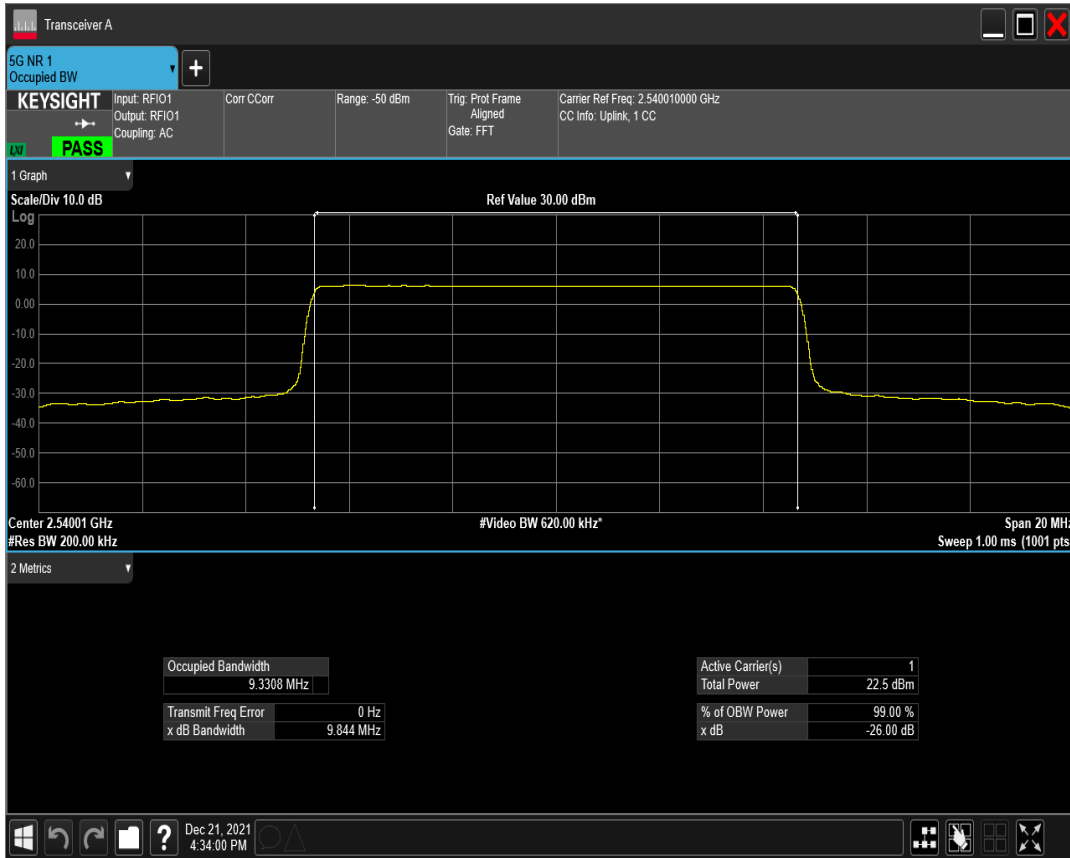 Transceiver A
5G NR 1
Occupied BW
+
KEYSIGHT
LXI
PASS
Input: RFIO1
Output: RFIO1
Coupling: AC
Corr CCorr
Range: -50 dBm
Trig: Prot Frame
Aligned
Gate: FFT
Carrier Ref Freq: 2.540010000 GHz
CC Info: Uplink, 1 CC
1 Graph
Scale/Div 10.0 dB
Ref Value 30.00 dBm
Log
20.0
10.0
0.00
-10.0
-20.0
-30.0
-40.0
-50.0
-60.0
Center 2.54001 GHz
#Video BW 620.00 kHz*
Span 20 MHz
#Res BW 200.00 kHz
Sweep 1.00 ms (1001 pts
2 Metrics
Occupied Bandwidth
9.3308 MHz
Transmit Freq Error 0 Hz
x dB Bandwidth 9.844 MHz
Active Carrier(s) 1
Total Power 22.5 dBm
% of OBW Power 99.00 %
x dB -26.00 dB
?
Dec 21, 2021
4:34:00 PM